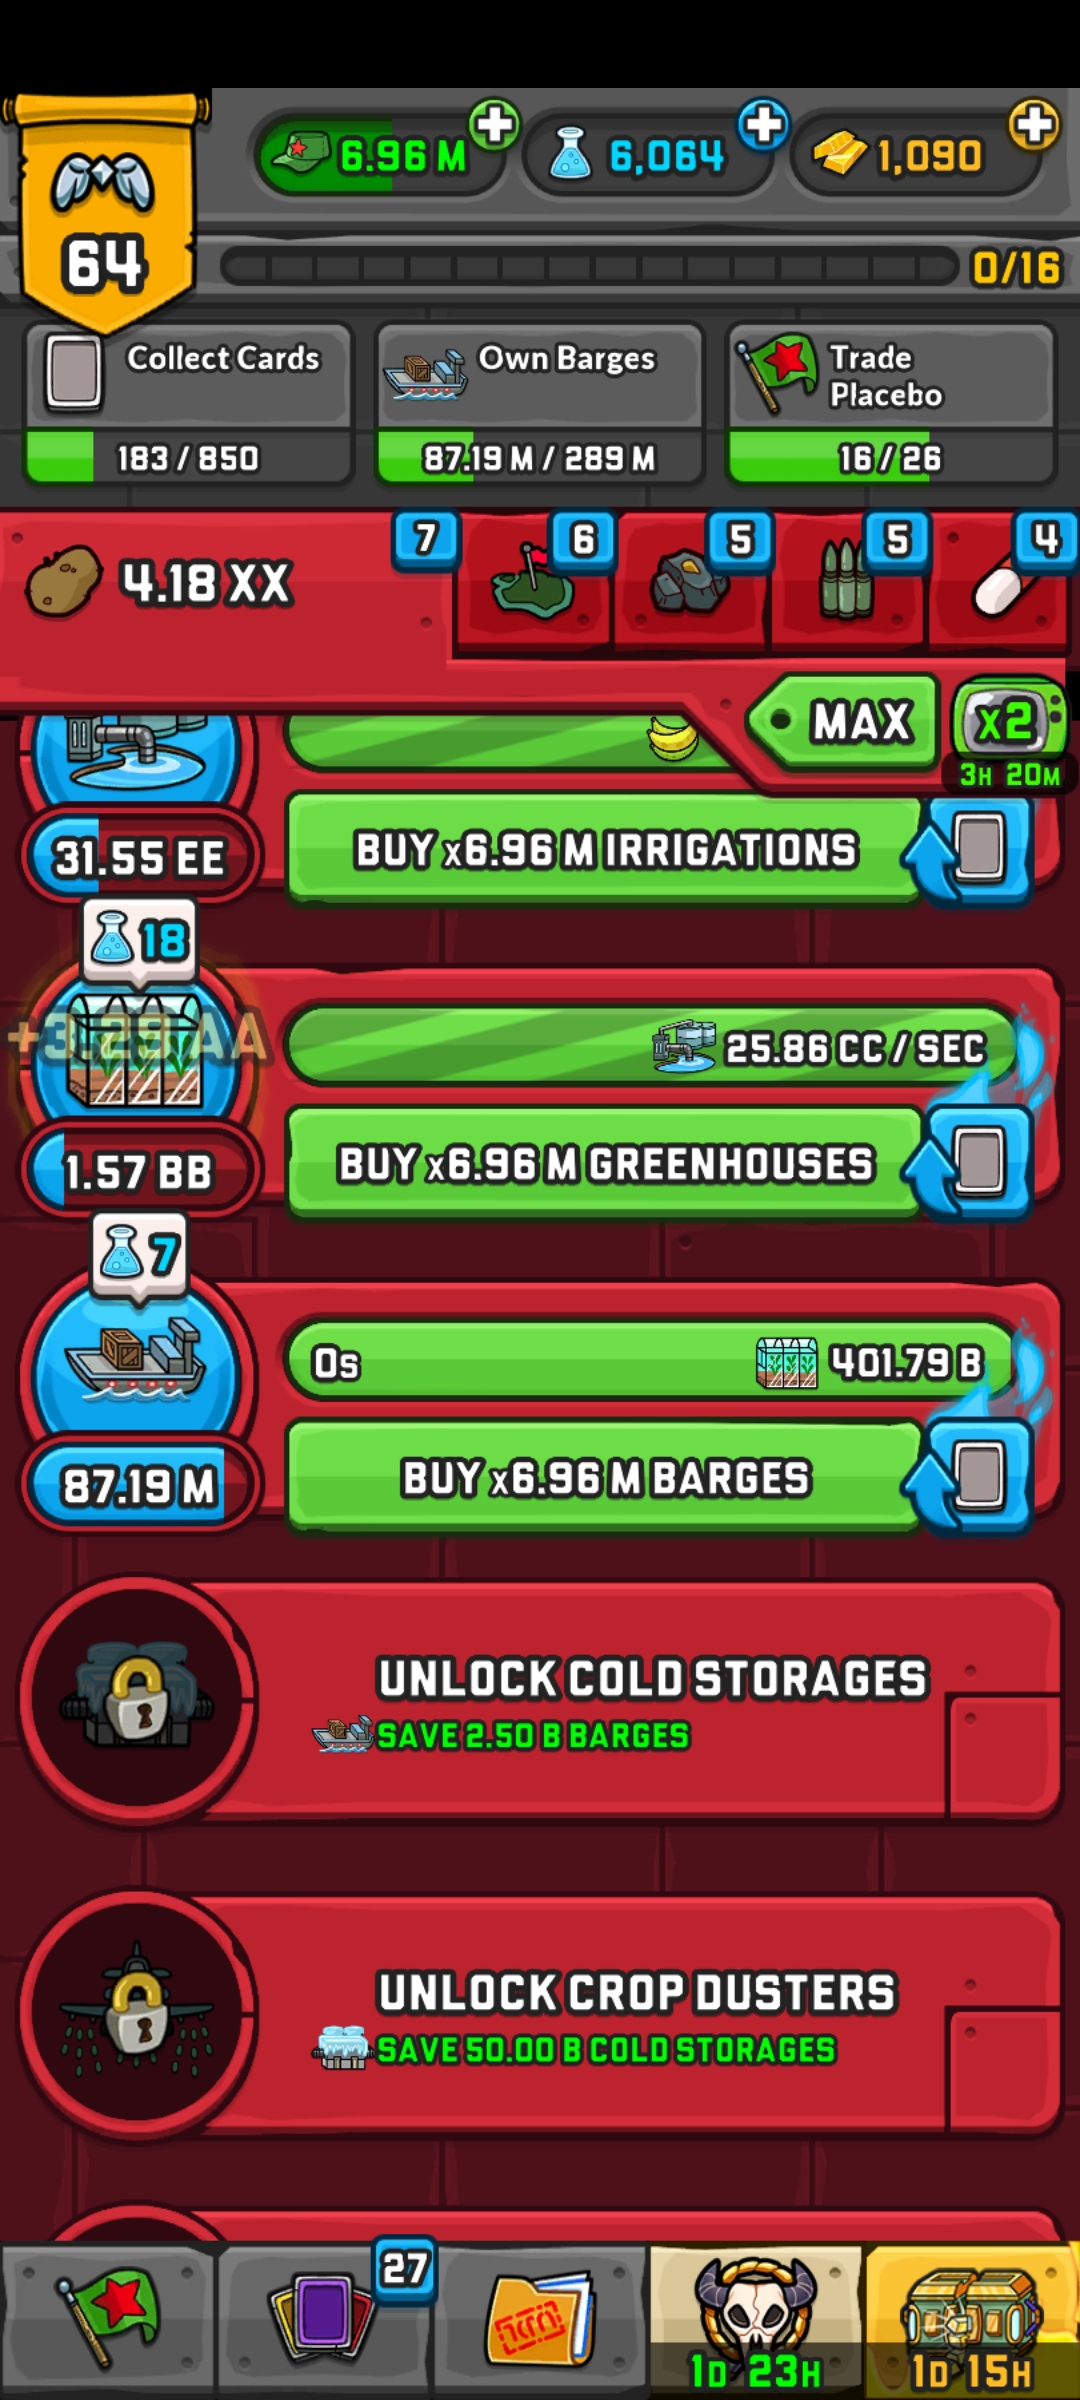 64
6.96 M
6,064
1,090
0/16
Collect Cards
183 / 850
Own Barges
87.19 M / 289 M
Trade
Placebo
16 / 26
4.18 XX
7
6
5
5
4
MAX
x2
3H 20M
31.55 EE
BUY x6.96 M IRRIGATIONS
18
25.86 CC / SEC
1.57 BB
BUY x6.96 M GREENHOUSES
7
0s
401.79 B
87.19 M
BUY x6.96 M BARGES
UNLOCK COLD STORAGES
SAVE 2.50 B BARGES
UNLOCK CROP DUSTERS
SAVE 50.00 B COLD STORAGES
27
1D 23H
1D 15H